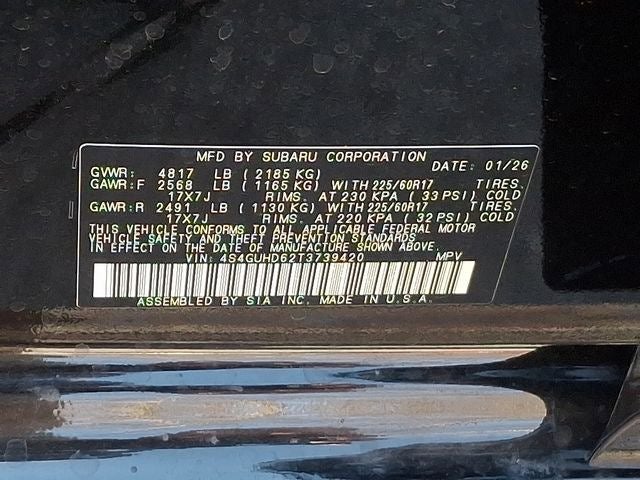 MFD BY SUBARU CORPORATION
GVWR: 4817 LB (2185 KG) DATE: 01/26
GAWR:F 2568 LB (1165 KG) WITH 225/60R17 TIRES.
17X7J RIMS. AT 230 KPA (33 PSI) COLD
GAWR:R 2491 LB (1130 KG) WITH 225/60R17 TIRES.
17X7J RIMS. AT 220 KPA (32 PSI) COLD
THIS VEHICLE CONFORMS TO ALL APPLICABLE FEDERAL MOTOR
VEHICLE SAFETY AND THEFT PREVENTION STANDARDS
IN EFFECT ON THE DATE OF MANUFACTURE SHOWN ABOVE.
VIN: 4S4GUHD62T3739420 MPV
ASSEMBLED BY SIA INC. MADE IN U.S.A.